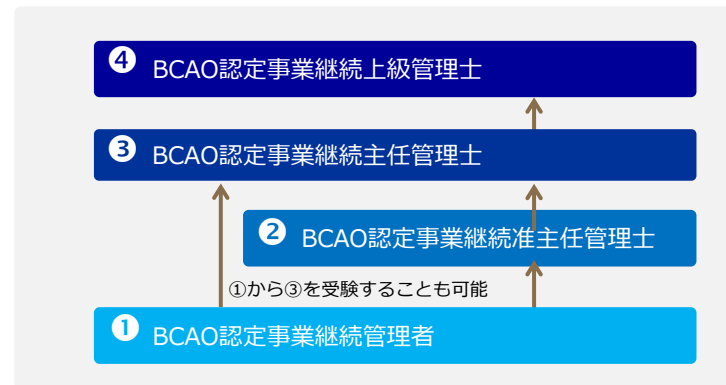 ❹ BCAO認定事業継続上級管理士
❸ BCAO認定事業継続主任管理士
❷ BCAO認定事業継続准主任管理士
①から③を受験することも可能
❶ BCAO認定事業継続管理者